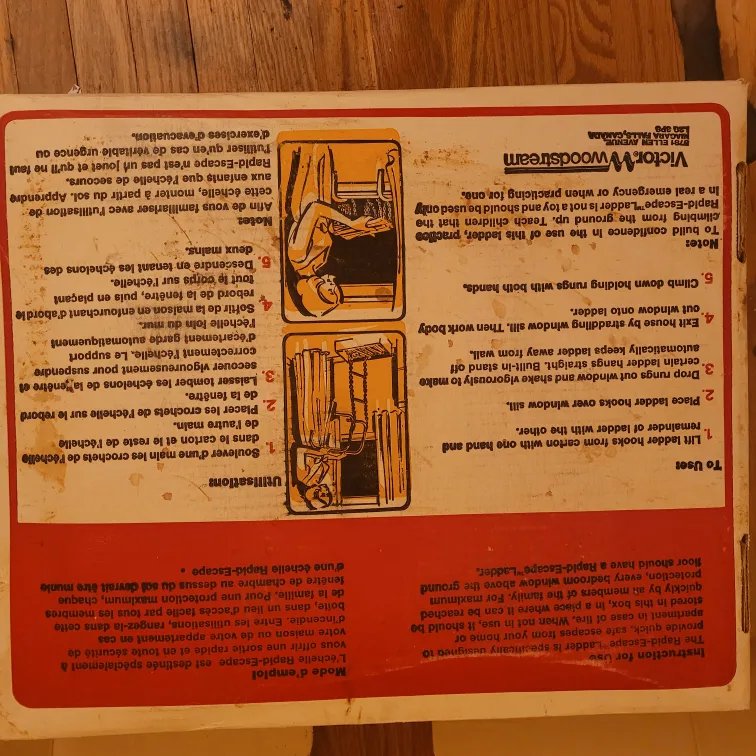 Instruction for Use
The Rapid-Escape™Ladder is specifically designed to
provide quick, safe escapes from your home or
apartment in case of fire. When not in use, it should be
stored in this box, in a place where it can be reached
quickly by all members of the family. For maximum
protection, every bedroom window above the ground
floor should have a Rapid-Escape™Ladder.
Mode d'emploi
L'échelle Rapid-Escape est destinée spécialement à
vous offrir une sortie rapide et en toute sécurité de
votre maison ou de votre appartement en cas
d'incendie. Entre les utilisations, rangez-la dans cette
boîte, dans un lieu d'accès facile par tous les membres
de la famille. Pour une protection maximum, chaque
fenêtre de chambre au dessus du sol devrait être munie
d'une échelle Rapid-Escape
To Use:
1. Lift ladder hooks from carton with one hand and
remainder of ladder with the other.
2. Place ladder hooks over window sill.
3. Drop rungs out window and shake vigorously to make
certain ladder hangs straight. Built-in stand off
automatically keeps ladder away from wall.
4. Exit house by straddling window sill. Then work body
out window onto ladder.
5. Climb down holding rungs with both hands.
Note:
To build confidence in the use of this ladder, practice
climbing from the ground up. Teach children that the
Rapid-Escape™Ladder is not a toy and should be used only
in a real emergency or when practicing for one.
Victor Woodstream
8791 ELLEN AVENUE
NIAGARA FALLS, CANADA
L2G 3P8
Utilisation:
1. Soulever d'une main les crochets de l'échelle
dans le carton et le reste de l'échelle
de l'autre main.
2. Placer les crochets de l'échelle sur le rebord
de la fenêtre.
3. Laisser tomber les échelons de la fenêtre et
secouer vigoureusement pour suspendre
correctement l'échelle. Le support
d'écartement garde automatiquement
l'échelle loin du mur.
4. Sortir de la maison en enfourchant d'abord le
rebord de la fenêtre, puis en plaçant
tout le corps sur l'échelle.
5. Descendre en tenant les échelons des
deux mains.
Note:
Afin de vous familiariser avec l'utilisation de
cette échelle, monter à partir du sol. Apprendre
aux enfants que l'échelle de secours
Rapid-Escape n'est pas un jouet et qu'il ne faut
l'utiliser qu'en cas de véritable urgence ou
d'exercises d'évacuation.